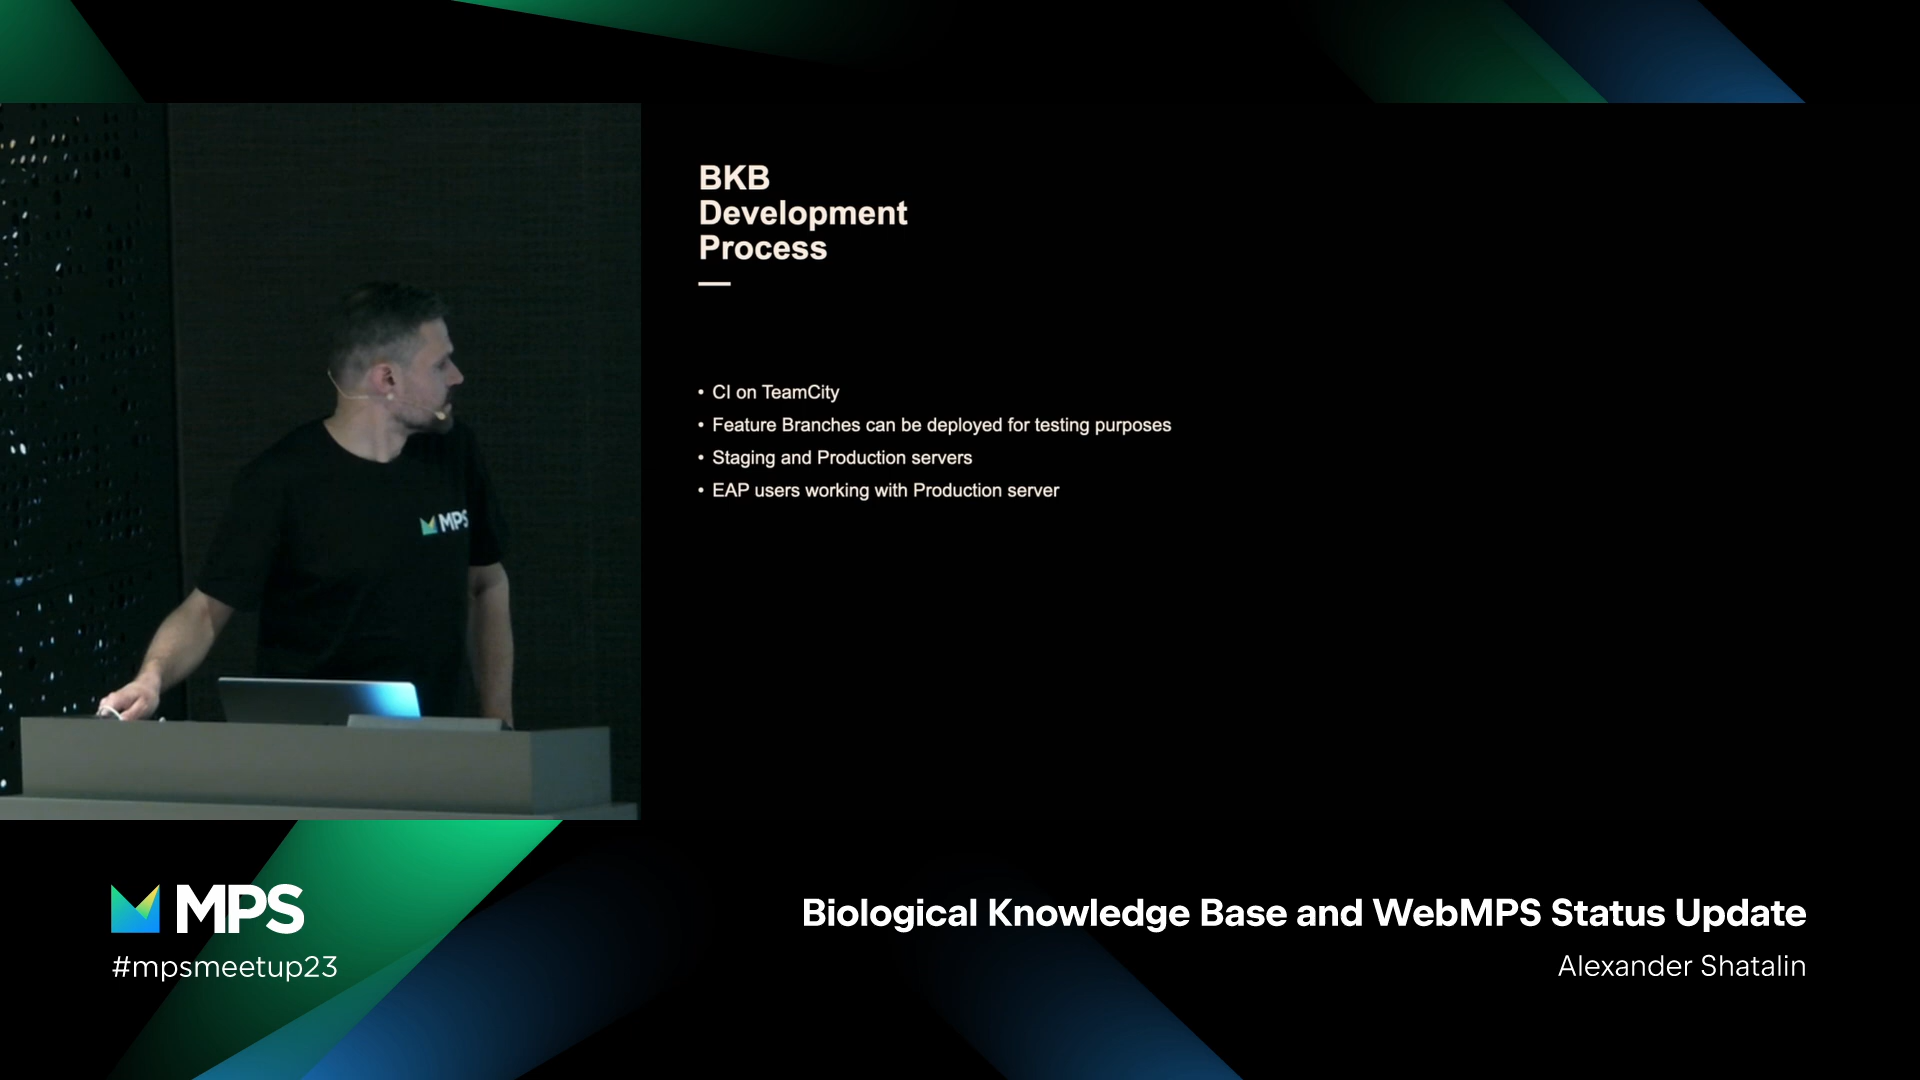 BKB
Development
Process
• CI on TeamCity
• Feature Branches can be deployed for testing purposes
• Staging and Production servers
• EAP users working with Production server
MPS
MPS
#mpsmeetup23
Biological Knowledge Base and WebMPS Status Update
Alexander Shatalin